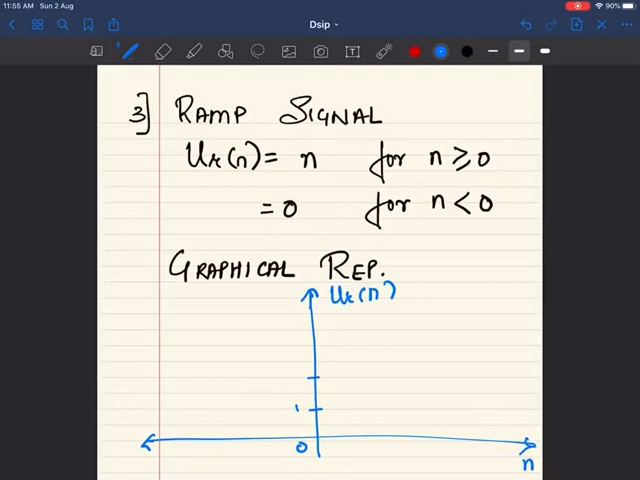 11:55 AM Sun 2 Aug
90%
Dsip
3] RAMP SIGNAL
Ur(n) = n for n ≥ 0
= 0 for n < 0
GRAPHICAL REP.
Ur(n)
1
0
n